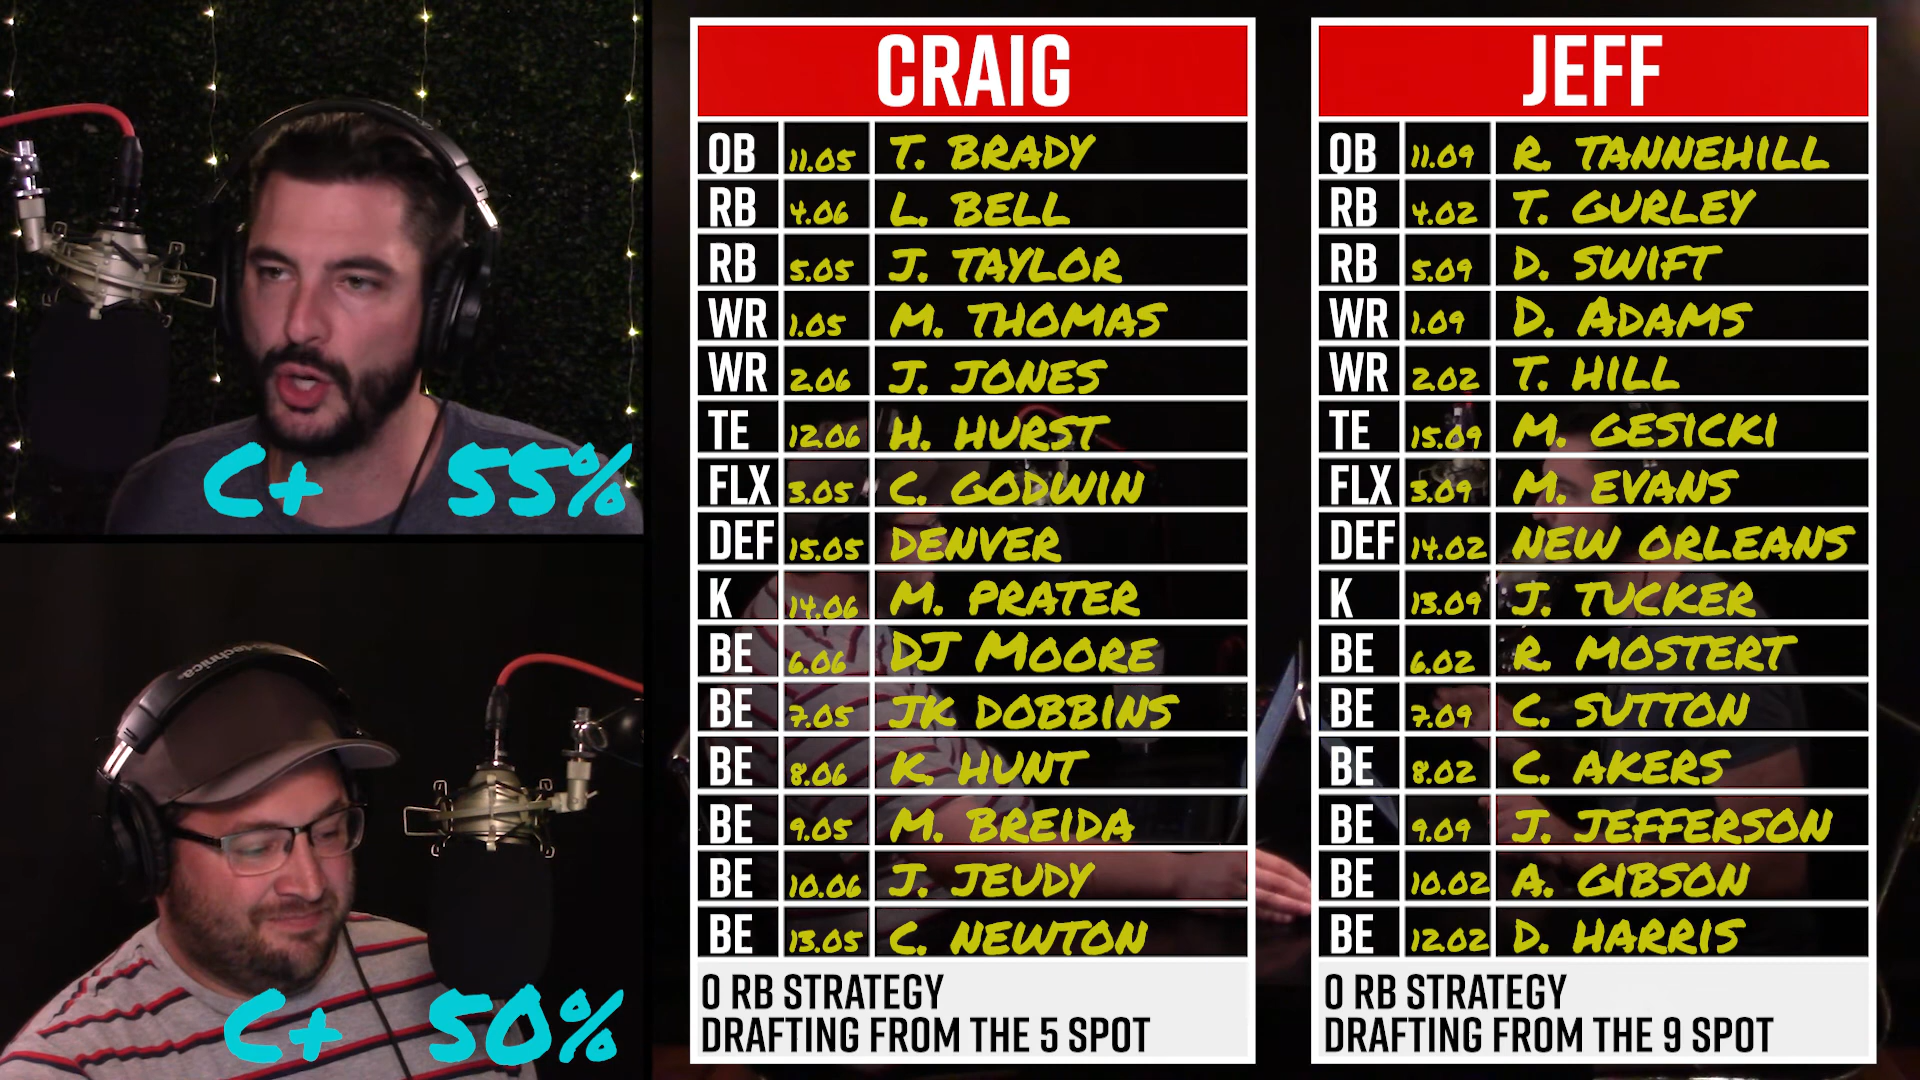 CRAIG
QB 11.05 T. BRADY
RB 4.06 L. BELL
RB 5.05 J. TAYLOR
WR 1.05 M. THOMAS
WR 2.06 J. JONES
TE 12.06 H. HURST
FLX 3.05 C. GODWIN
DEF 15.05 DENVER
K 14.06 M. PRATER
BE 6.06 DJ MOORE
BE 7.05 JK DOBBINS
BE 8.06 K. HUNT
BE 9.05 M. BREIDA
BE 10.06 J. JEUDY
BE 13.05 C. NEWTON
0 RB STRATEGY
DRAFTING FROM THE 5 SPOT
JEFF
QB 11.09 R. TANNEHILL
RB 4.02 T. GURLEY
RB 5.09 D. SWIFT
WR 1.09 D. ADAMS
WR 2.02 T. HILL
TE 15.09 M. GESICKI
FLX 3.09 M. EVANS
DEF 14.02 NEW ORLEANS
K 13.09 J. TUCKER
BE 6.02 R. MOSTERT
BE 7.09 C. SUTTON
BE 8.02 C. AKERS
BE 9.09 J. JEFFERSON
BE 10.02 A. GIBSON
BE 12.02 D. HARRIS
0 RB STRATEGY
DRAFTING FROM THE 9 SPOT
C+ 55%
technica
C+ 50%